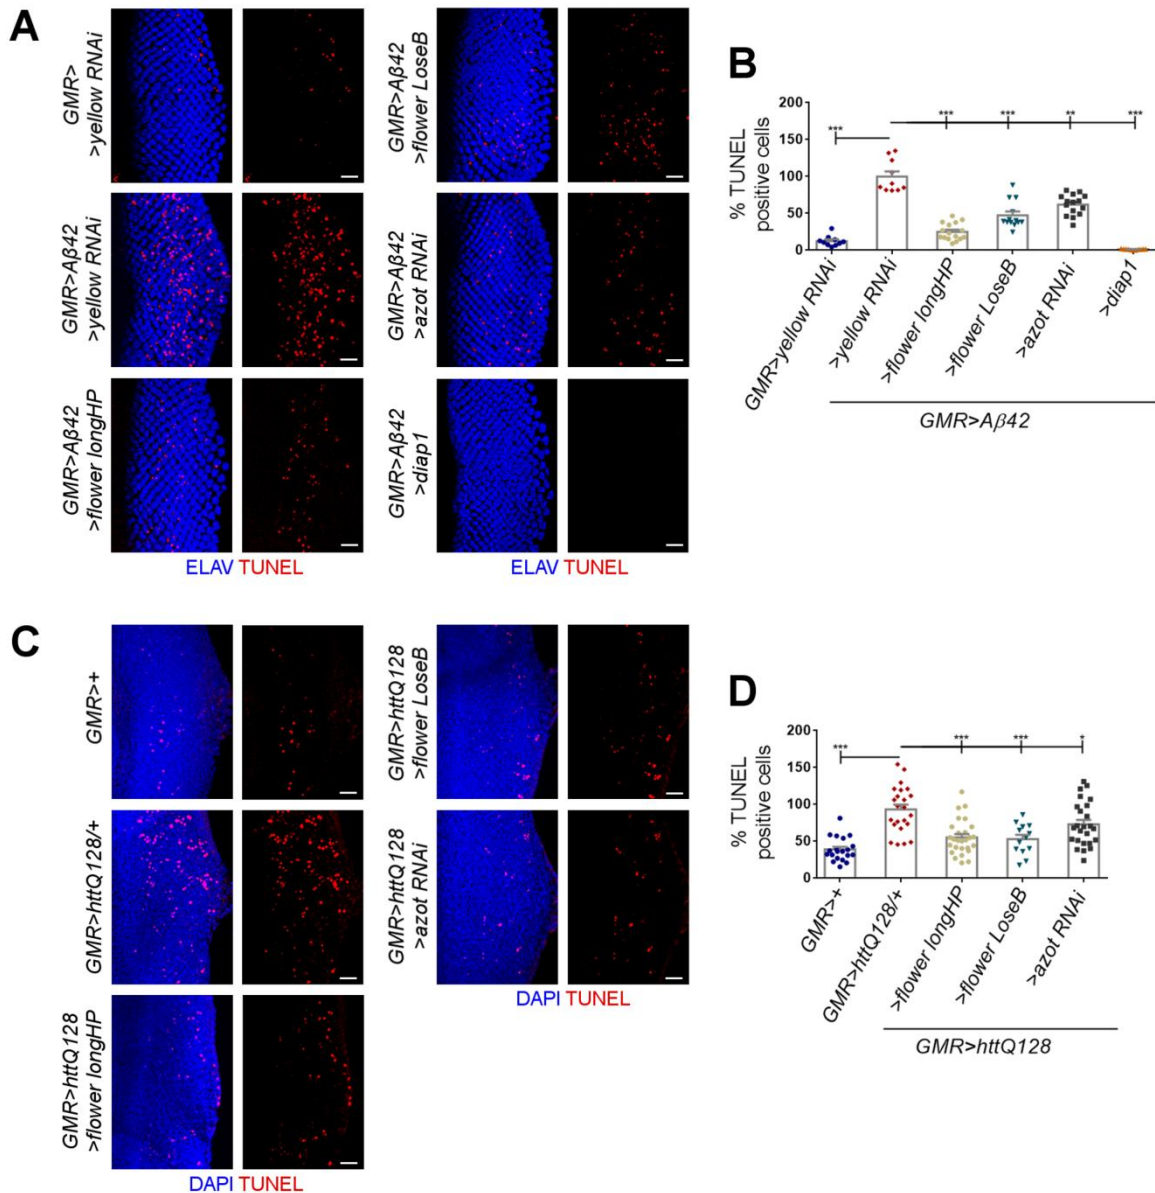 A
GMR>
>yellow RNAi
GMR>Aβ42
>yellow RNAi
GMR>Aβ42
>flower longHP
ELAV TUNEL
GMR>Aβ42
>flower LoseB
GMR>Aβ42
>azot RNAi
GMR>Aβ42
>diap1
ELAV TUNEL
B
% TUNEL
positive cells
200
150
100
50
0
***
***
***
**
***
GMR>yellow RNAi
>yellow RNAi
>flower longHP
>flower LoseB
>azot RNAi
>diap1
GMR>Aβ42
C
GMR>+
GMR>httQ128/+
GMR>httQ128
>flower longHP
DAPI TUNEL
GMR>httQ128
>flower LoseB
GMR>httQ128
>azot RNAi
DAPI TUNEL
D
% TUNEL
positive cells
200
150
100
50
0
***
***
***
*
GMR>+
GMR>httQ128/+
>flower longHP
>flower LoseB
>azot RNAi
GMR>httQ128